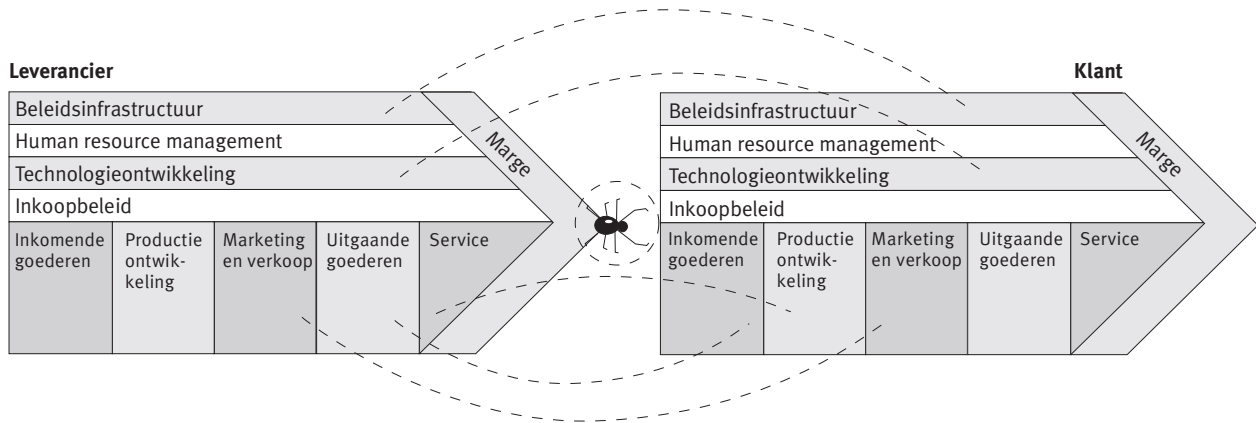 Leverancier
Beleidsinfrastructuur
Human resource management
Technologieontwikkeling
Inkoopbeleid
Marge
Inkomende
goederen
Productie
ontwik-
keling
Marketing
en verkoop
Uitgaande
goederen
Service
Klant
Beleidsinfrastructuur
Human resource management
Technologieontwikkeling
Inkoopbeleid
Marge
Inkomende
goederen
Productie
ontwik-
keling
Marketing
en verkoop
Uitgaande
goederen
Service